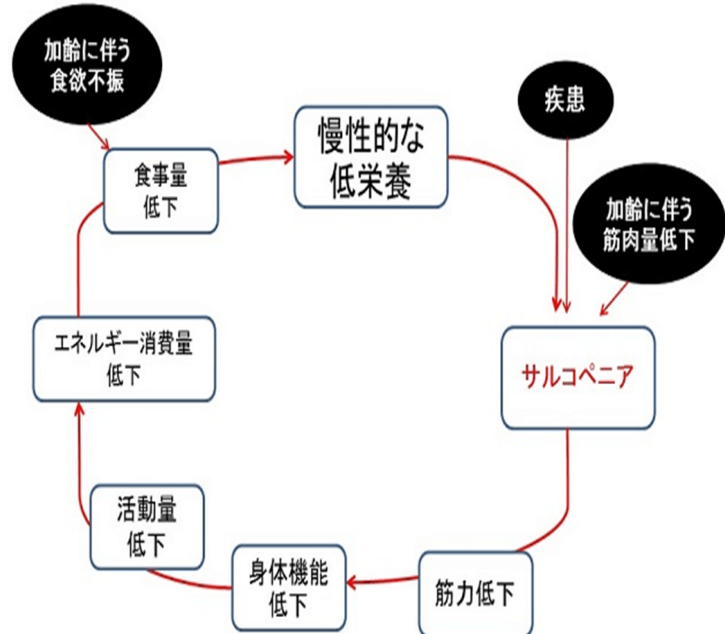 加齢に伴う
食欲不振
疾患
慢性的な
低栄養
食事量
低下
加齢に伴う
筋肉量低下
エネルギー消費量
低下
サルコペニア
活動量
低下
身体機能
低下
筋力低下